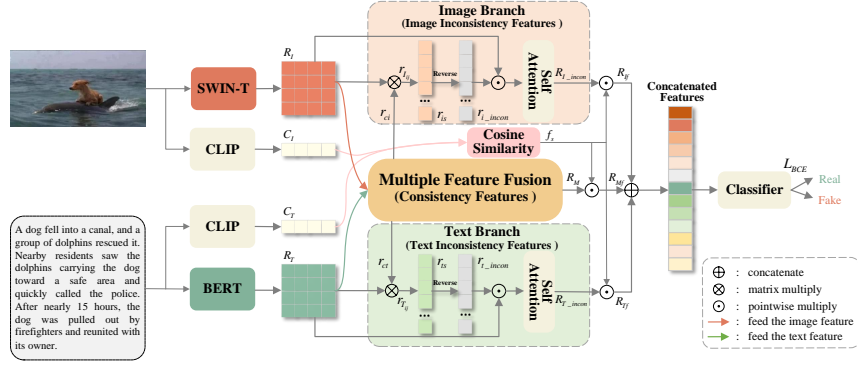 Image Branch
(Image Inconsistency Features )
R_I
SWIN-T
r_{I_{ij}}
Reverse
...
...
r_{ci}
r_{is}
r_{i_incon}
Self
Attention
R_{I_incon}
R_{If}
CLIP
C_I
Cosine
Similarity
f_s
Multiple Feature Fusion
(Consistency Features )
R_M
R_{Mf}
Concatenated
Features
Classifier
L_{BCE}
Real
Fake
CLIP
C_T
A dog fell into a canal, and a
group of dolphins rescued it.
Nearby residents saw the
dolphins carrying the dog
toward a safe area and
quickly called the police.
After nearly 15 hours, the
dog was pulled out by
firefighters and reunited with
its owner.
BERT
R_T
Text Branch
(Text Inconsistency Features )
r_{ct}
r_{ts}
r_{t_incon}
r_{T_{ij}}
Reverse
...
...
Self
Attention
R_{T_incon}
R_{Tf}
: concatenate
: matrix multiply
: pointwise multiply
: feed the image feature
: feed the text feature